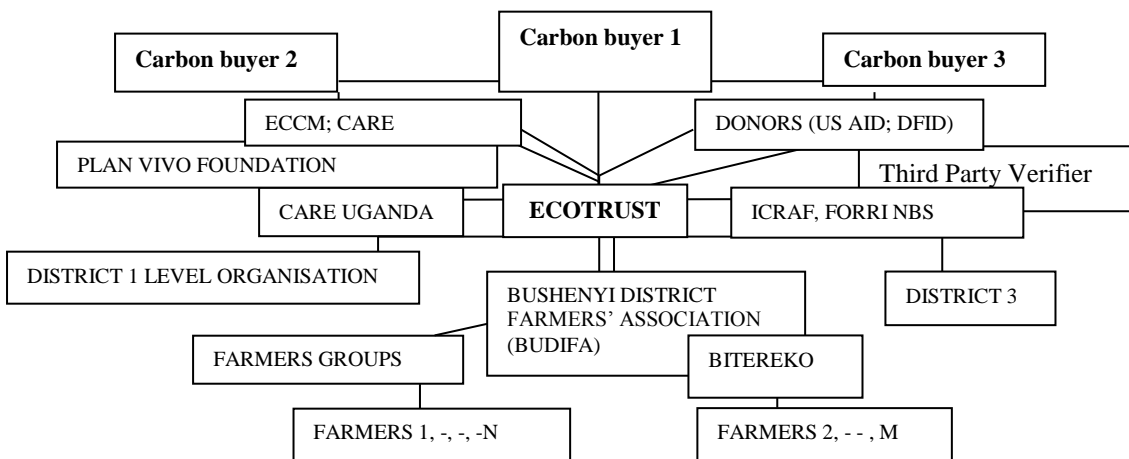 Carbon buyer 1
Carbon buyer 2
Carbon buyer 3
ECCM; CARE
DONORS (US AID; DFID)
PLAN VIVO FOUNDATION
Third Party Verifier
CARE UGANDA
ECOTRUST
ICRAF, FORRI NBS
DISTRICT 1 LEVEL ORGANISATION
BUSHENYI DISTRICT
FARMERS’ ASSOCIATION
(BUDIFA)
DISTRICT 3
FARMERS GROUPS
BITEREKO
FARMERS 1, -, -, -N
FARMERS 2, - - , M